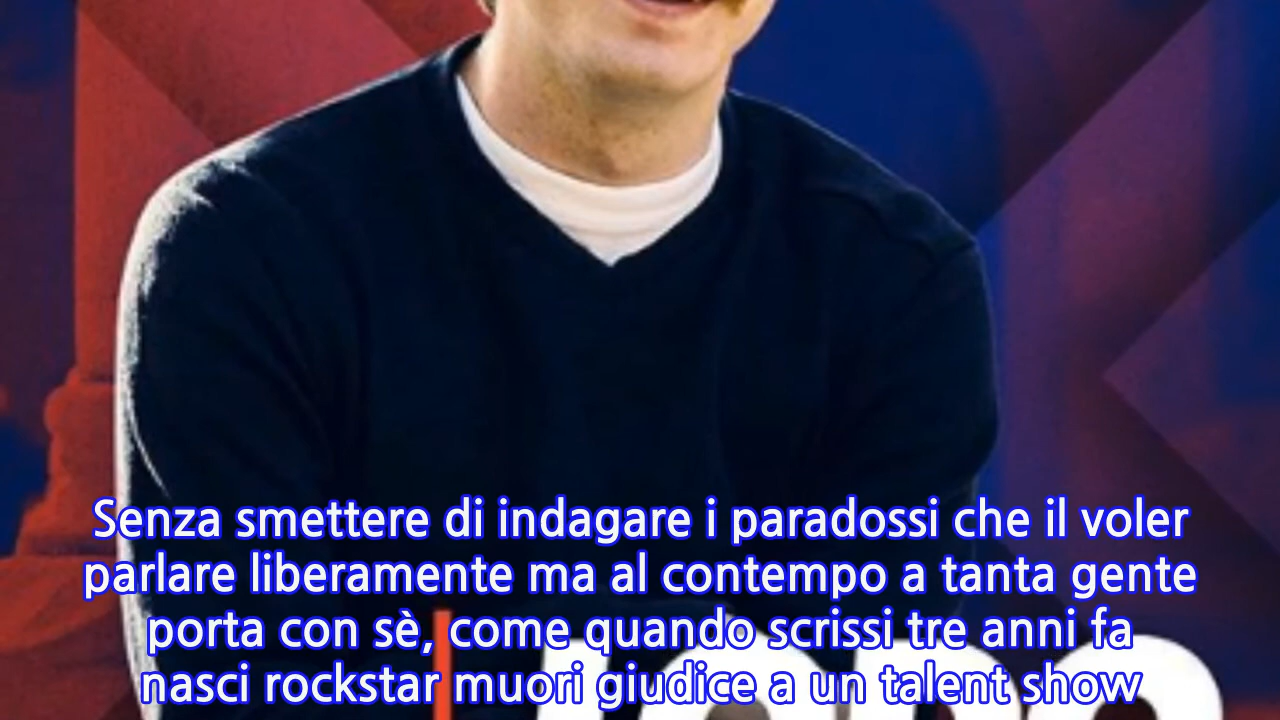 Senza smettere di indagare i paradossi che il voler
parlare liberamente ma al contempo a tanta gente
porta con sè, come quando scrissi tre anni fa
nasci rockstar muori giudice a un talent show